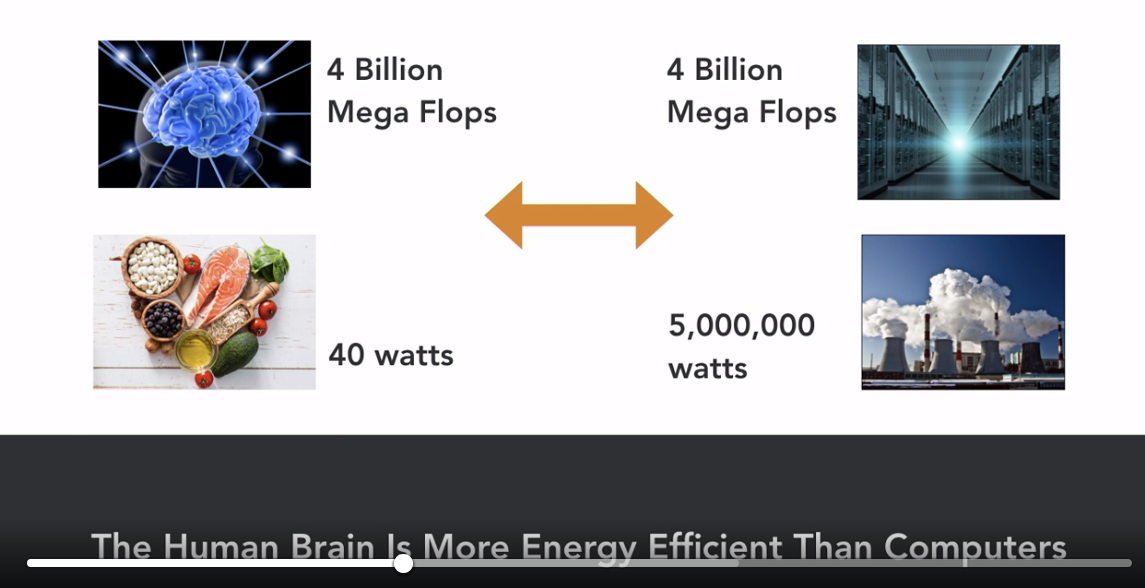 4 Billion
Mega Flops
4 Billion
Mega Flops
40 watts
5,000,000
watts
The Human Brain Is More Energy Efficient Than Computers